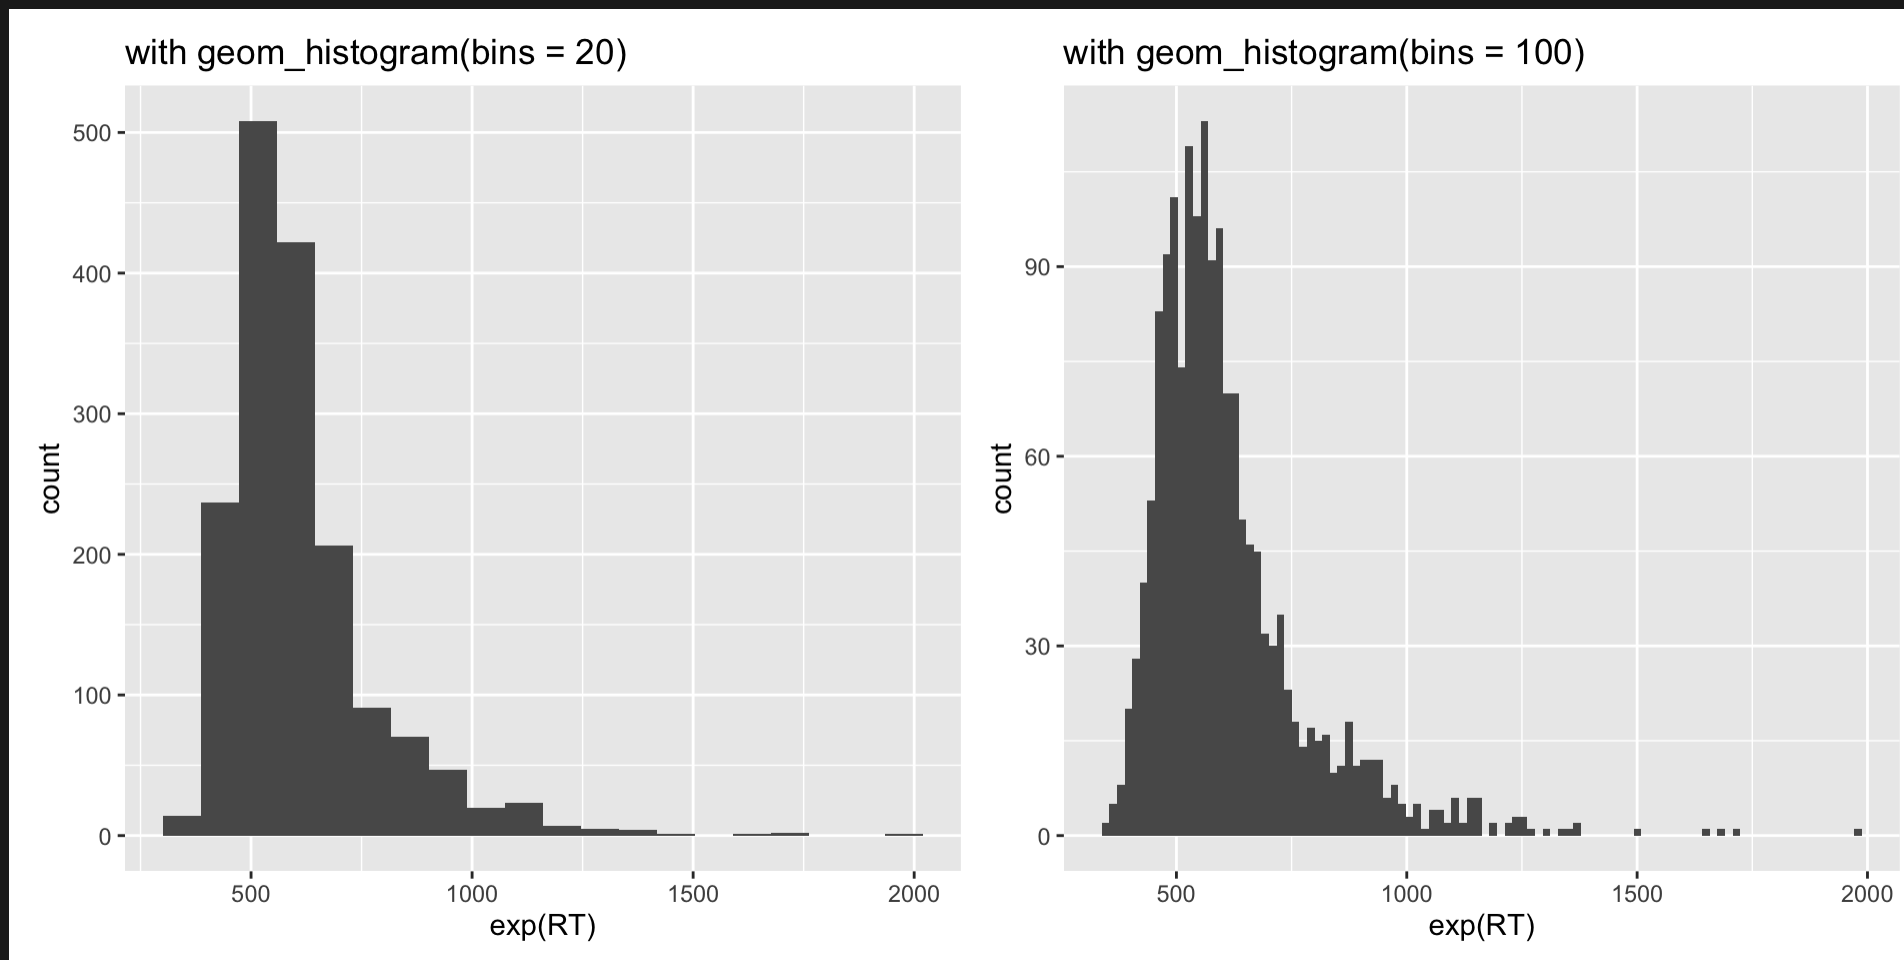 with geom_histogram(bins = 20)
500
400
300
200
100
0
count
500 1000 1500 2000
exp(RT)
with geom_histogram(bins = 100)
90
60
30
0
count
500 1000 1500 2000
exp(RT)